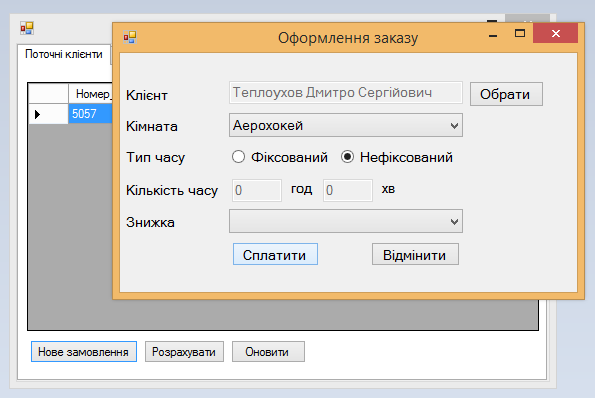 Оформлення заказу
Поточні клієнти
Номер_
5057
Клієнт Теплоухов Дмитро Сергійович Обрати
Кімната Аерохокей
Тип часу Фіксований Нефіксований
Кількість часу 0 год 0 хв
Знижка
Сплатити Відмінити
Нове замовлення Розрахувати Оновити